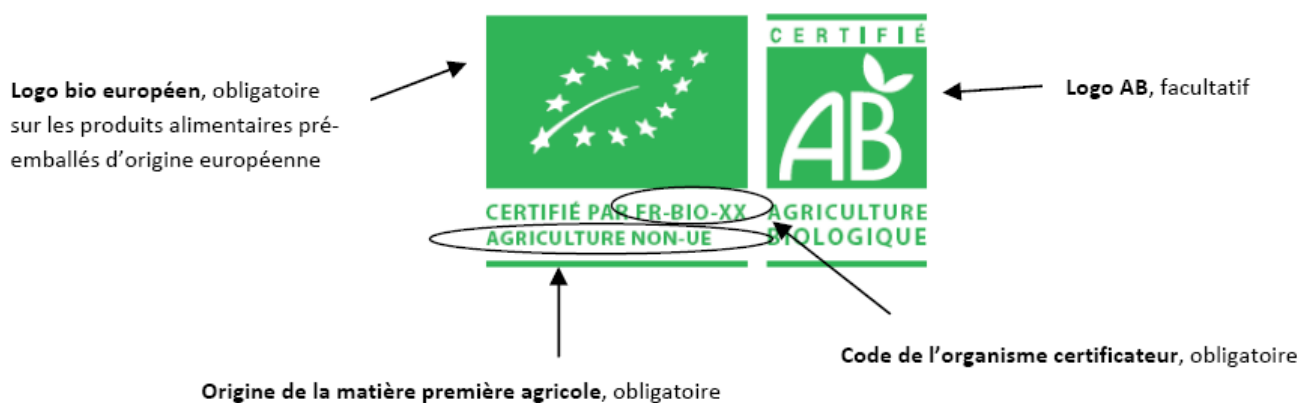 Logo bio européen, obligatoire
sur les produits alimentaires pré-
emballés d'origine européenne
CERTIFIÉ
AB
Logo AB, facultatif
CERTIFIÉ PAR FR-BIO-XX
AGRICULTURE NON-UE
AGRICULTURE
BIOLOGIQUE
Code de l'organisme certificateur, obligatoire
Origine de la matière première agricole, obligatoire